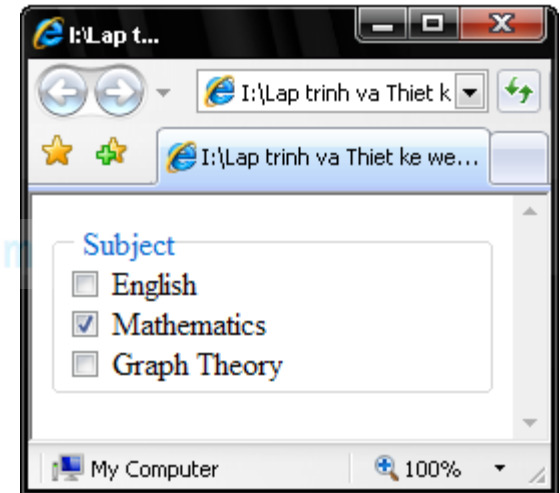 I:\Lap t...
I:\Lap trinh va Thiet k
I:\Lap trinh va Thiet ke we...
Subject
English
Mathematics
Graph Theory
My Computer
100%